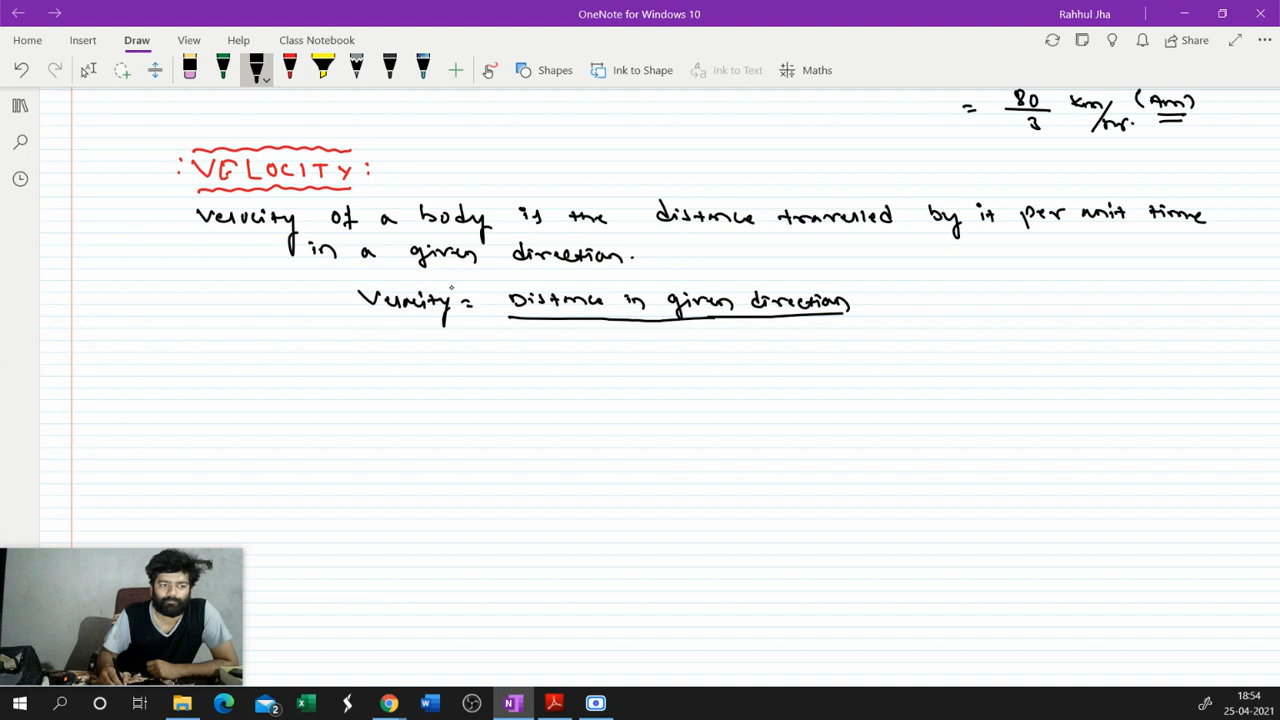 OneNote for Windows 10
Rahhul Jha
Home Insert Draw View Help Class Notebook
Share
Shapes Ink to Shape Ink to Text Maths
= 80/3 km/hr. (Ans)
: VELOCITY :
Velocity of a body is the distance travelled by it per unit time
in a given direction.
Velocity = Distance in given direction
2
18:54
25-04-2021